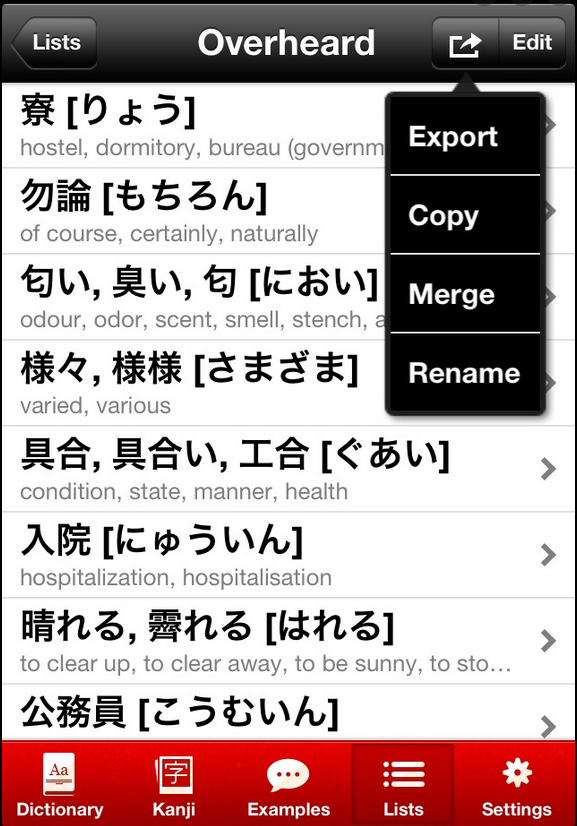 Lists
Overheard
Edit
Export
Copy
Merge
Rename
寮 [りょう]
hostel, dormitory, bureau (governm
勿論 [もちろん]
of course, certainly, naturally
匂い, 臭い, 匂 [におい]
odour, odor, scent, smell, stench, a
様々, 様様 [さまざま]
varied, various
具合, 具合い, 工合 [ぐあい]
condition, state, manner, health
入院 [にゅういん]
hospitalization, hospitalisation
晴れる, 霽れる [はれる]
to clear up, to clear away, to be sunny, to sto…
公務員 [こうむいん]
Aa
字
Dictionary
Kanji
Examples
Lists
Settings